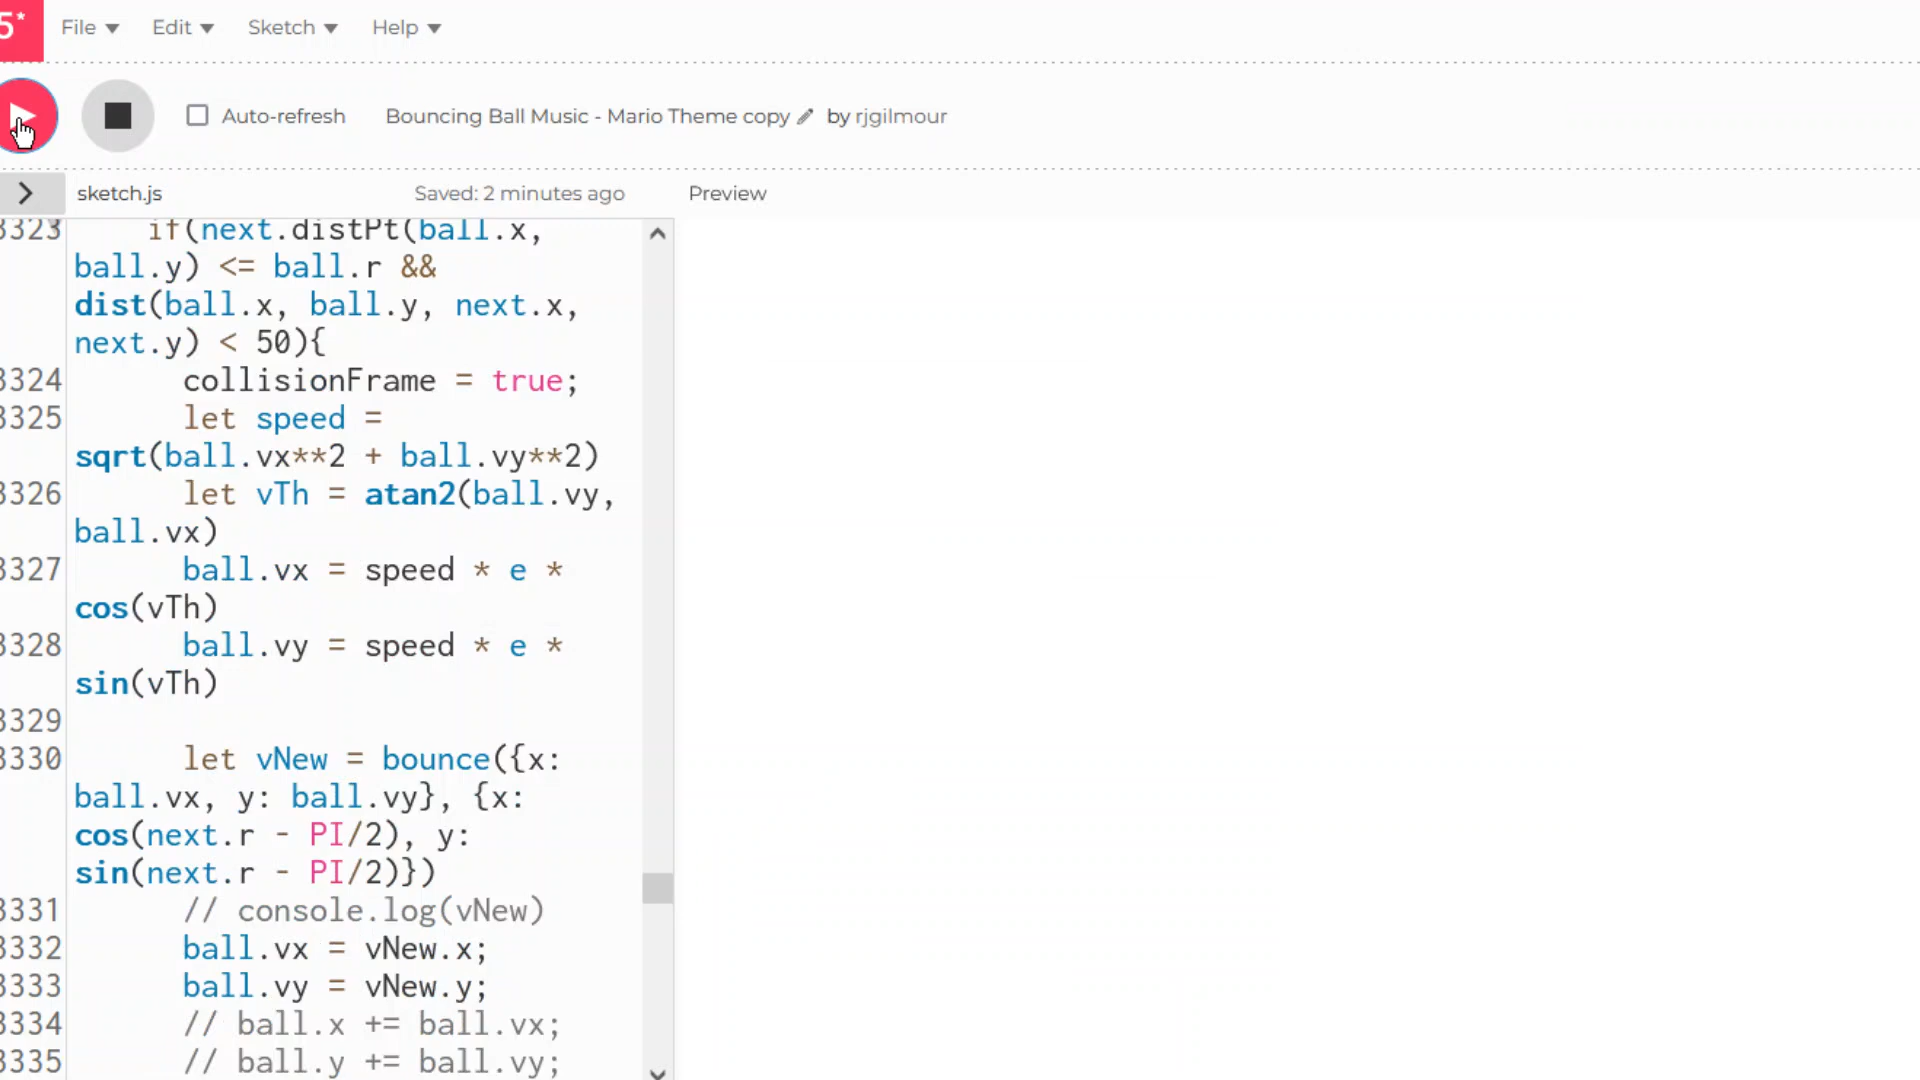 5*
File Edit Sketch Help
Auto-refresh Bouncing Ball Music - Mario Theme copy by rjgilmour
sketch.js Saved: 2 minutes ago Preview
3323 if(next.distPt(ball.x,
ball.y) <= ball.r &&
dist(ball.x, ball.y, next.x,
next.y) < 50){
3324 collisionFrame = true;
3325 let speed =
sqrt(ball.vx**2 + ball.vy**2)
3326 let vTh = atan2(ball.vy,
ball.vx)
3327 ball.vx = speed * e *
cos(vTh)
3328 ball.vy = speed * e *
sin(vTh)
3329
3330 let vNew = bounce({x:
ball.vx, y: ball.vy}, {x:
cos(next.r - PI/2), y:
sin(next.r - PI/2)})
3331 // console.log(vNew)
3332 ball.vx = vNew.x;
3333 ball.vy = vNew.y;
3334 // ball.x += ball.vx;
3335 // ball.y += ball.vy;